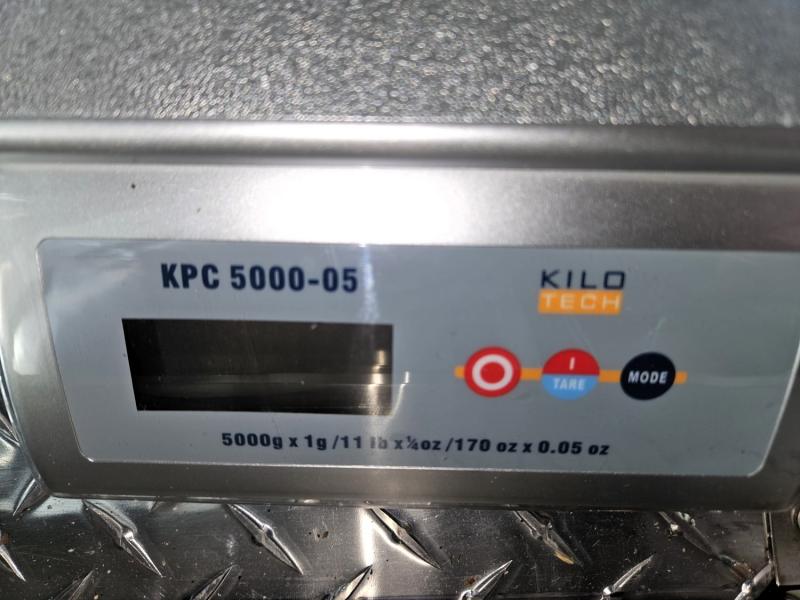 KPC 5000-05
KILO
TECH
I
TARE
MODE
5000g x 1g /11 lb x ¼oz /170 oz x 0.05 oz